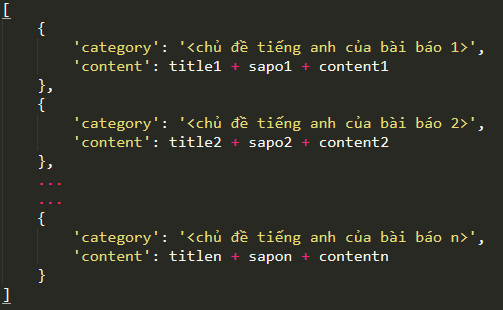 [
{
'category': '<chủ đề tiếng anh của bài báo 1>',
'content': title1 + sapo1 + content1
},
{
'category': '<chủ đề tiếng anh của bài báo 2>',
'content': title2 + sapo2 + content2
},
...
...
{
'category': '<chủ đề tiếng anh của bài báo n>',
'content': titlen + sapon + contentn
}
]